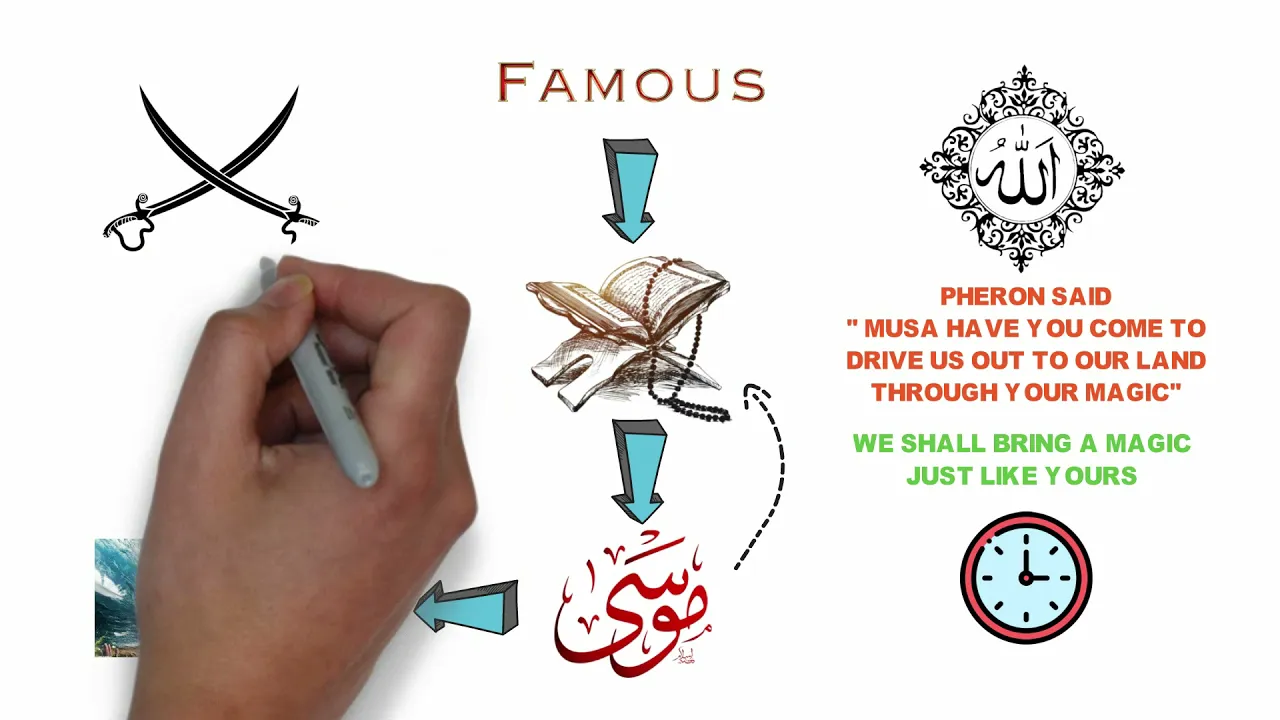 FAMOUS
الله
PHERON SAID
" MUSA HAVE YOU COME TO
DRIVE US OUT TO OUR LAND
THROUGH YOUR MAGIC"
WE SHALL BRING A MAGIC
JUST LIKE YOURS
موسى